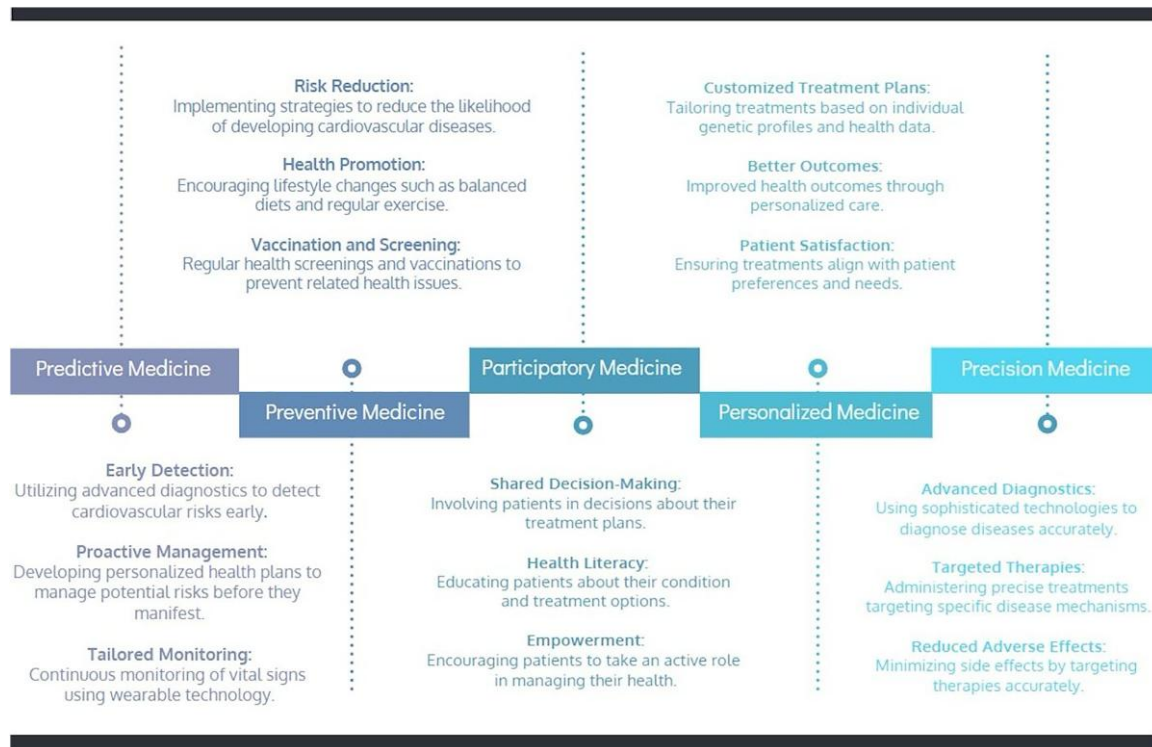 Predictive Medicine
Early Detection:
Utilizing advanced diagnostics to detect
cardiovascular risks early.
Proactive Management:
Developing personalized health plans to
manage potential risks before they
manifest.
Tailored Monitoring:
Continuous monitoring of vital signs
using wearable technology.
Risk Reduction:
Implementing strategies to reduce the likelihood
of developing cardiovascular diseases.
Health Promotion:
Encouraging lifestyle changes such as balanced
diets and regular exercise.
Vaccination and Screening:
Regular health screenings and vaccinations to
prevent related health issues.
Preventive Medicine
Participatory Medicine
Shared Decision-Making:
Involving patients in decisions about their
treatment plans.
Health Literacy:
Educating patients about their condition
and treatment options.
Empowerment:
Encouraging patients to take an active role
in managing their health.
Customized Treatment Plans:
Tailoring treatments based on individual
genetic profiles and health data.
Better Outcomes:
Improved health outcomes through
personalized care.
Patient Satisfaction:
Ensuring treatments align with patient
preferences and needs.
Personalized Medicine
Precision Medicine
Advanced Diagnostics:
Using sophisticated technologies to
diagnose diseases accurately.
Targeted Therapies:
Administering precise treatments
targeting specific disease mechanisms.
Reduced Adverse Effects:
Minimizing side effects by targeting
therapies accurately.